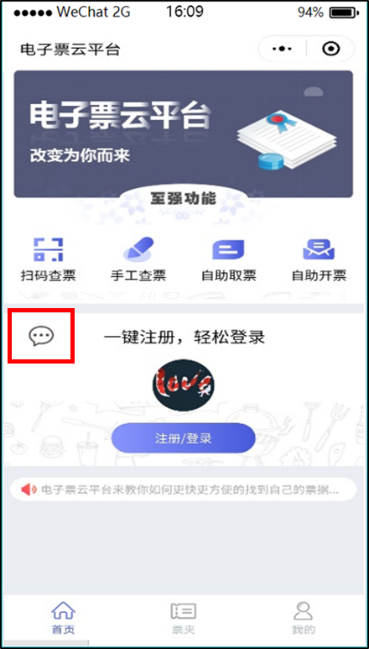 ●●●●● WeChat 2G 16:09 94%
电子票云平台
电子票云平台
改变为你而来
至强功能
扫码查票 手工查票 自助取票 自助开票
一键注册，轻松登录
love
注册/登录
电子票云平台来教你如何更快更方便的找到自己的票据...
首页 票夹 我的